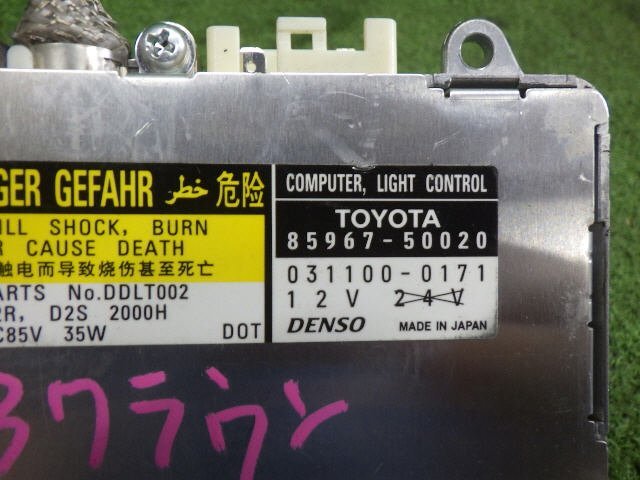 GER GEFAHR خطر 危险
ILL SHOCK, BURN
R CAUSE DEATH
触电而导致烧伤甚至死亡
PARTS No.DDLT002
2R, D2S 2000H
C85V 35W DOT
COMPUTER, LIGHT CONTROL
TOYOTA
85967-50020
031100-0171
12V 24V
DENSO MADE IN JAPAN
クラウン